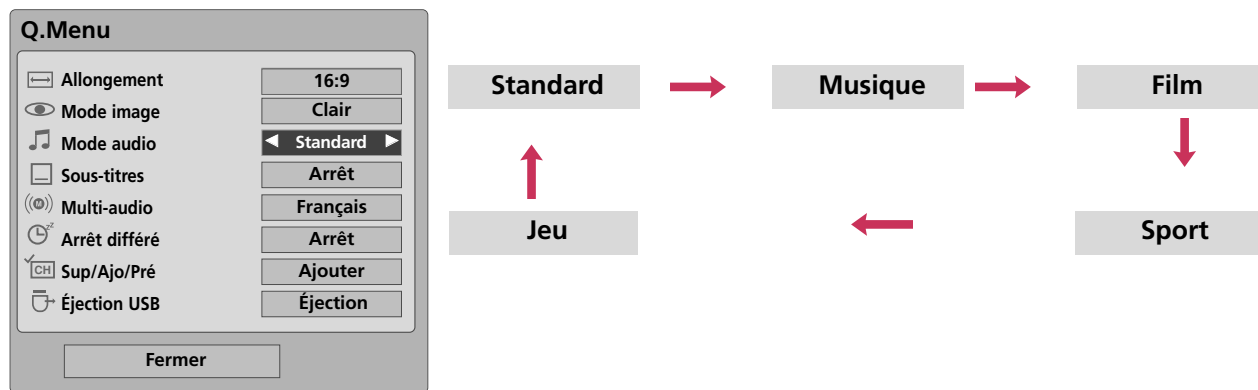 Q.Menu
Allongement 16:9
Mode image Clair
Mode audio ◀ Standard ▶
Sous-titres Arrêt
Multi-audio Français
Arrêt différé Arrêt
CH Sup/Ajo/Pré Ajouter
Éjection USB Éjection
Fermer
Standard Musique Film
Jeu Sport